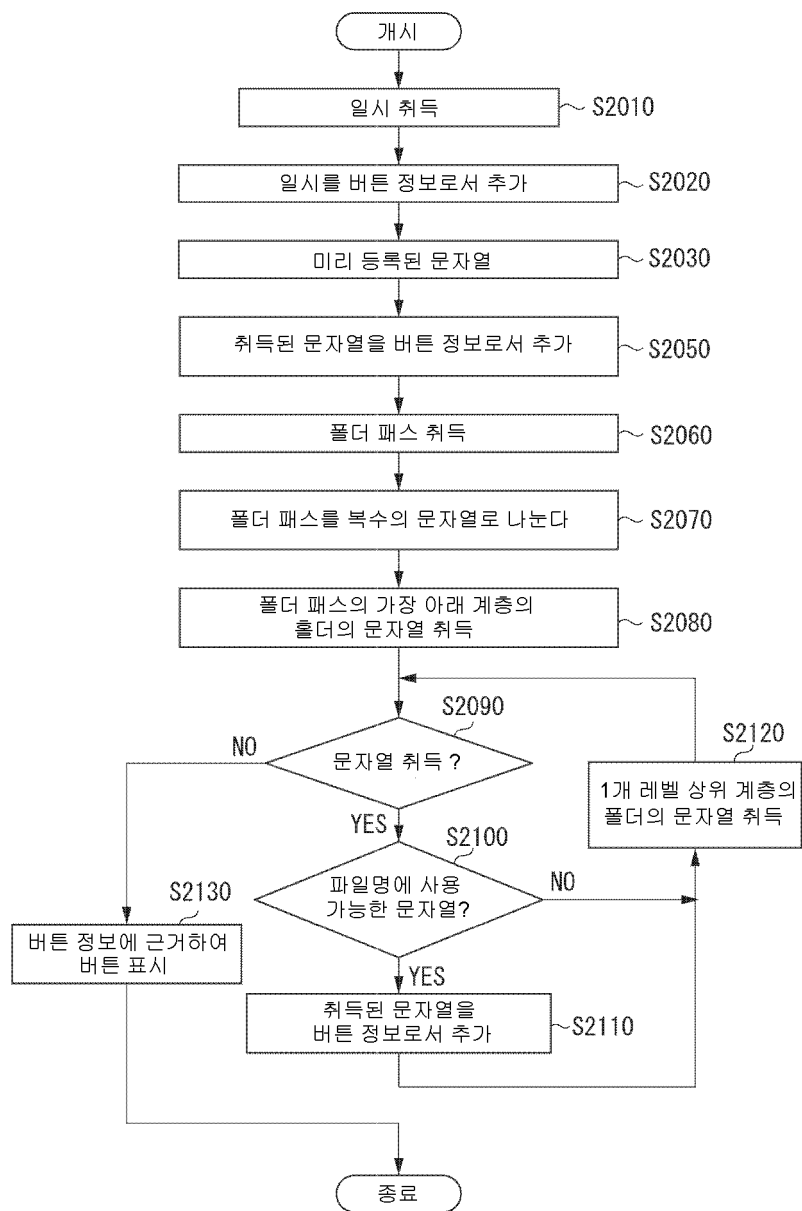 개시
일시 취득
S2010
일시를 버튼 정보로서 추가
S2020
미리 등록된 문자열
S2030
취득된 문자열을 버튼 정보로서 추가
S2050
폴더 패스 취득
S2060
폴더 패스를 복수의 문자열로 나눈다
S2070
폴더 패스의 가장 아래 계층의
홀더의 문자열 취득
S2080
S2090
NO
문자열 취득 ?
YES
S2120
1개 레벨 상위 계층의
폴더의 문자열 취득
S2100
파일명에 사용
가능한 문자열?
NO
YES
S2130
버튼 정보에 근거하여
버튼 표시
취득된 문자열을
버튼 정보로서 추가
S2110
종료